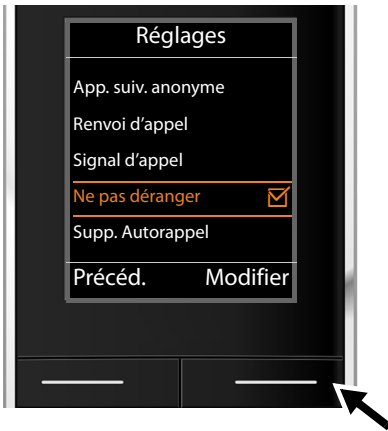 Réglages
App. suiv. anonyme
Renvoi d’appel
Signal d’appel
Ne pas déranger
Supp. Autorappel
Précéd. Modifier